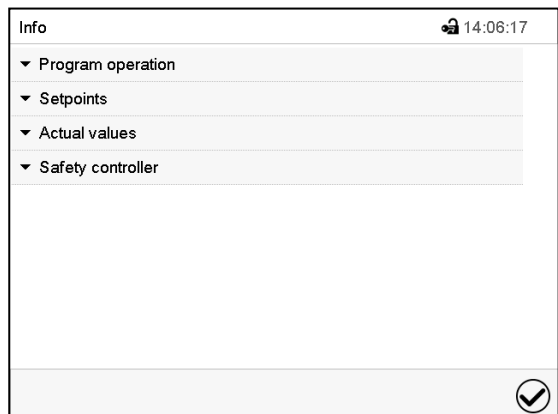 Info 14:06:17
Program operation
Setpoints
Actual values
Safety controller